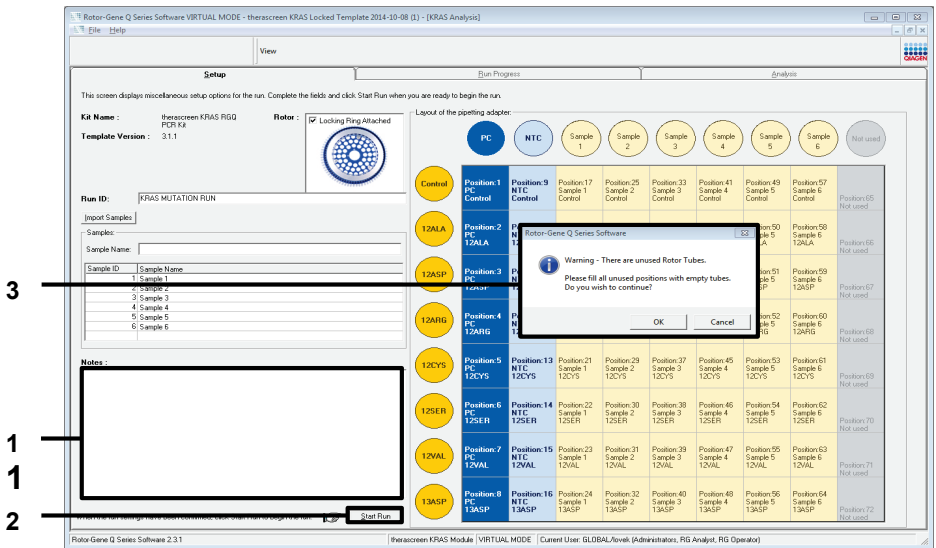 Rotor-Gene Q Series Software VIRTUAL MODE - therascreen KRAS Locked Template 2014-10-08 (1) - [KRAS Analysis]
File Help
View
QIAGEN
Setup Run Progress Analysis
This screen displays miscellaneous setup options for the run. Complete the fields and click Start Run when you are ready to begin the run.
Kit Name : therascreen KRAS RGQ PCR Kit
Template Version : 3.1.1
Rotor : Locking Ring Attached
Run ID: KRAS MUTATION RUN
Import Samples
Samples:
Sample Name:
Sample ID Sample Name
1 Sample 1
2 Sample 2
3 Sample 3
4 Sample 4
5 Sample 5
6 Sample 6
Notes :
Start Run
Layout of the pipetting adapter:
PC NTC Sample 1 Sample 2 Sample 3 Sample 4 Sample 5 Sample 6 Not used
Control
Position:1 PC Control
Position:9 NTC Control
Position:17 Sample 1 Control
Position:25 Sample 2 Control
Position:33 Sample 3 Control
Position:41 Sample 4 Control
Position:49 Sample 5 Control
Position:57 Sample 6 Control
Position:65 Not used
12ALA
Position:2 PC 12ALA
Position:58 Sample 6 12ALA
Position:66 Not used
12ASP
Position:3 PC 12ASP
Position:59 Sample 6 12ASP
Position:67 Not used
12ARG
Position:4 PC 12ARG
Position:60 Sample 6 12ARG
Position:68 Not used
12CYS
Position:5 PC 12CYS
Position:13 NTC 12CYS
Position:21 Sample 1 12CYS
Position:29 Sample 2 12CYS
Position:37 Sample 3 12CYS
Position:45 Sample 4 12CYS
Position:53 Sample 5 12CYS
Position:61 Sample 6 12CYS
Position:69 Not used
12SER
Position:6 PC 12SER
Position:14 NTC 12SER
Position:22 Sample 1 12SER
Position:30 Sample 2 12SER
Position:38 Sample 3 12SER
Position:46 Sample 4 12SER
Position:54 Sample 5 12SER
Position:62 Sample 6 12SER
Position:70 Not used
12VAL
Position:7 PC 12VAL
Position:15 NTC 12VAL
Position:23 Sample 1 12VAL
Position:31 Sample 2 12VAL
Position:39 Sample 3 12VAL
Position:47 Sample 4 12VAL
Position:55 Sample 5 12VAL
Position:63 Sample 6 12VAL
Position:71 Not used
13ASP
Position:8 PC 13ASP
Position:16 NTC 13ASP
Position:24 Sample 1 13ASP
Position:32 Sample 2 13ASP
Position:40 Sample 3 13ASP
Position:48 Sample 4 13ASP
Position:56 Sample 5 13ASP
Position:64 Sample 6 13ASP
Position:72 Not used
Rotor-Gene Q Series Software
Warning - There are unused Rotor Tubes.
Please fill all unused positions with empty tubes.
Do you wish to continue?
OK Cancel
3
1
1
2
Rotor-Gene Q Series Software 2.3.1
therascreen KRAS Module VIRTUAL MODE Current User: GLOBAL/lovek (Administrators, RG Analyst, RG Operator)